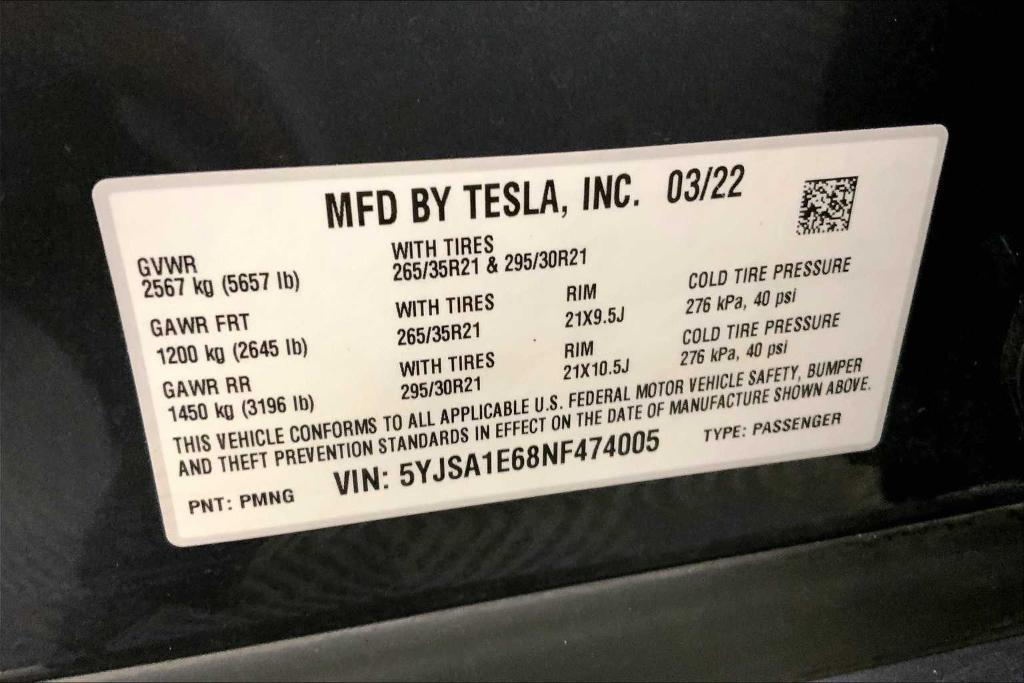 MFD BY TESLA, INC. 03/22
GVWR
2567 kg (5657 lb)
WITH TIRES
265/35R21 & 295/30R21
GAWR FRT
1200 kg (2645 lb)
WITH TIRES
265/35R21
RIM
21X9.5J
COLD TIRE PRESSURE
276 kPa, 40 psi
GAWR RR
1450 kg (3196 lb)
WITH TIRES
295/30R21
RIM
21X10.5J
COLD TIRE PRESSURE
276 kPa, 40 psi
THIS VEHICLE CONFORMS TO ALL APPLICABLE U.S. FEDERAL MOTOR VEHICLE SAFETY, BUMPER
AND THEFT PREVENTION STANDARDS IN EFFECT ON THE DATE OF MANUFACTURE SHOWN ABOVE.
PNT: PMNG VIN: 5YJSA1E68NF474005 TYPE: PASSENGER